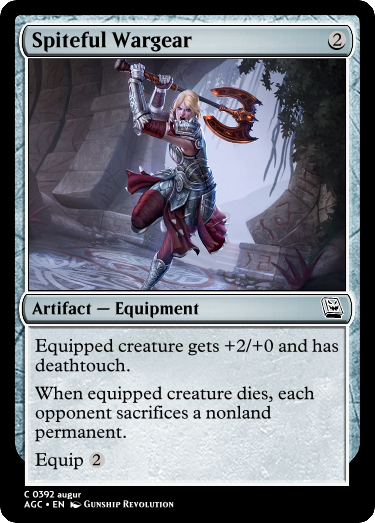 Spiteful Wargear 2
Artifact — Equipment
Equipped creature gets +2/+0 and has
deathtouch.
When equipped creature dies, each
opponent sacrifices a nonland
permanent.
Equip 2
C 0392 augur
AGC • EN Gunship Revolution